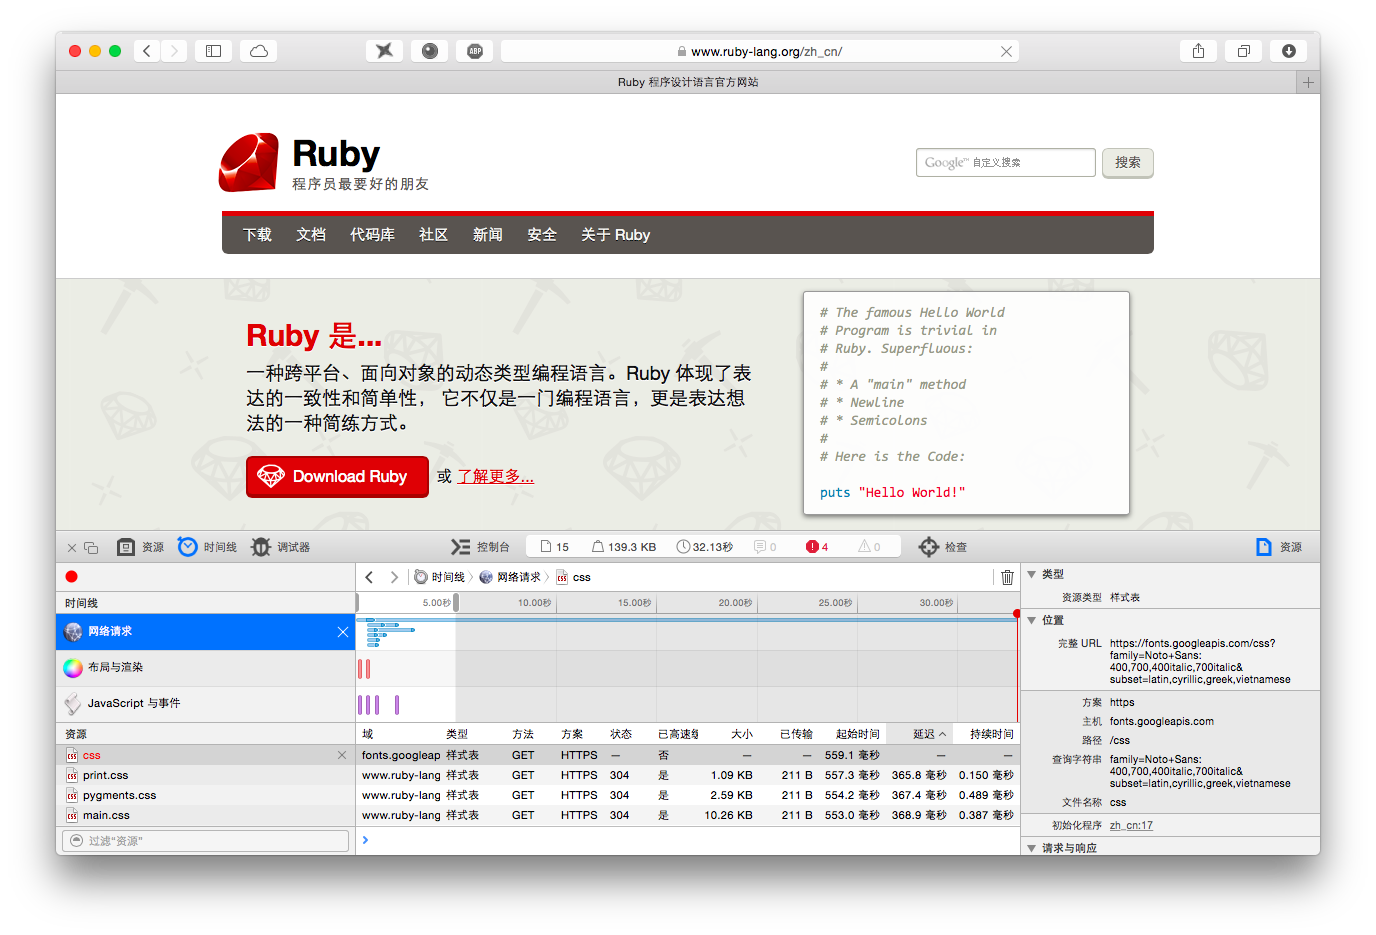 ABP
www.ruby-lang.org/zh_cn/
Ruby 程序设计语言官方网站
Ruby
程序员最要好的朋友
Google™ 自定义搜索
搜索
下载 文档 代码库 社区 新闻 安全 关于 Ruby
Ruby 是...
一种跨平台、面向对象的动态类型编程语言。Ruby 体现了表
达的一致性和简单性， 它不仅是一门编程语言，更是表达想
法的一种简练方式。
Download Ruby 或 了解更多...
# The famous Hello World
# Program is trivial in
# Ruby. Superfluous:
#
# * A "main" method
# * Newline
# * Semicolons
#
# Here is the Code:
puts "Hello World!"
资源 时间线 调试器 控制台 15 139.3 KB 32.13秒 0 4 0 检查 资源
时间线 网络请求 css
时间线
5.00秒 10.00秒 15.00秒 20.00秒 25.00秒 30.00秒
网络请求
布局与渲染
JavaScript 与事件
资源 域 类型 方法 方案 状态 已高速缓 大小 已传输 起始时间 延迟 持续时间
css fonts.googleap 样式表 GET HTTPS — 否 — — 559.1 毫秒 — —
print.css www.ruby-lang 样式表 GET HTTPS 304 是 1.09 KB 211 B 557.3 毫秒 365.8 毫秒 0.150 毫秒
pygments.css www.ruby-lang 样式表 GET HTTPS 304 是 2.59 KB 211 B 554.2 毫秒 367.4 毫秒 0.489 毫秒
main.css www.ruby-lang 样式表 GET HTTPS 304 是 10.26 KB 211 B 553.0 毫秒 368.9 毫秒 0.387 毫秒
过滤“资源”
类型
资源类型 样式表
位置
完整 URL https://fonts.googleapis.com/css?
family=Noto+Sans:
400,700,400italic,700italic&
subset=latin,cyrillic,greek,vietnamese
方案 https
主机 fonts.googleapis.com
路径 /css
查询字符串 family=Noto+Sans:
400,700,400italic,700italic&
subset=latin,cyrillic,greek,vietnamese
文件名称 css
初始化程序 zh_cn:17
请求与响应